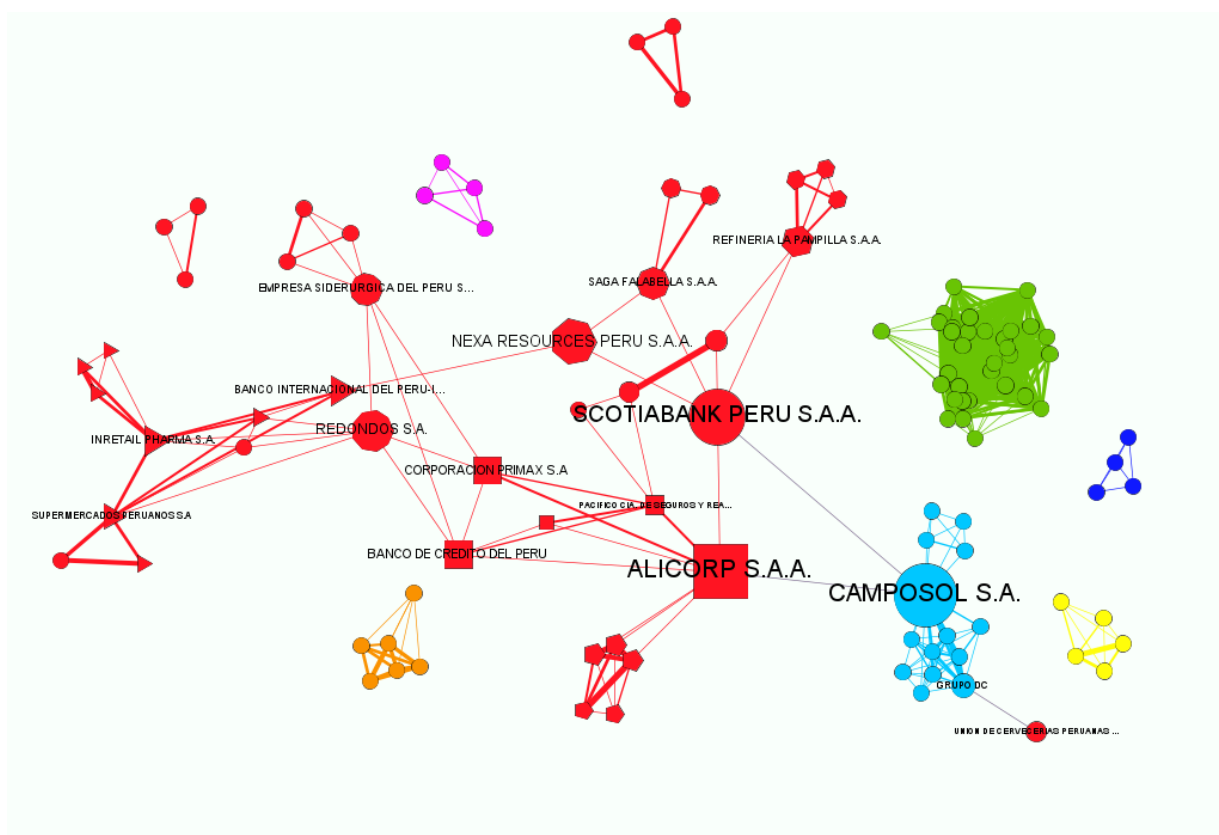 REFINERIA LA PAMPILLA S.A.A.
SAGA FALABELLA S.A.A.
EMPRESA SIDERURGICA DEL PERU S...
NEXA RESOURCES PERU S.A.A.
BANCO INTERNACIONAL DEL PERU-I...
SCOTIABANK PERU S.A.A.
REDONDOS S.A.
INRETAIL PHARMA S.A.
CORPORACION PRIMAX S.A
PACIFICO CIA. DE SEGUROS Y REA...
SUPERMERCADOS PERUANOS S.A
BANCO DE CREDITO DEL PERU
ALICORP S.A.A.
CAMPOSOL S.A.
GRUPO DC
UNION DE CERVECERIAS PERUANAS ...